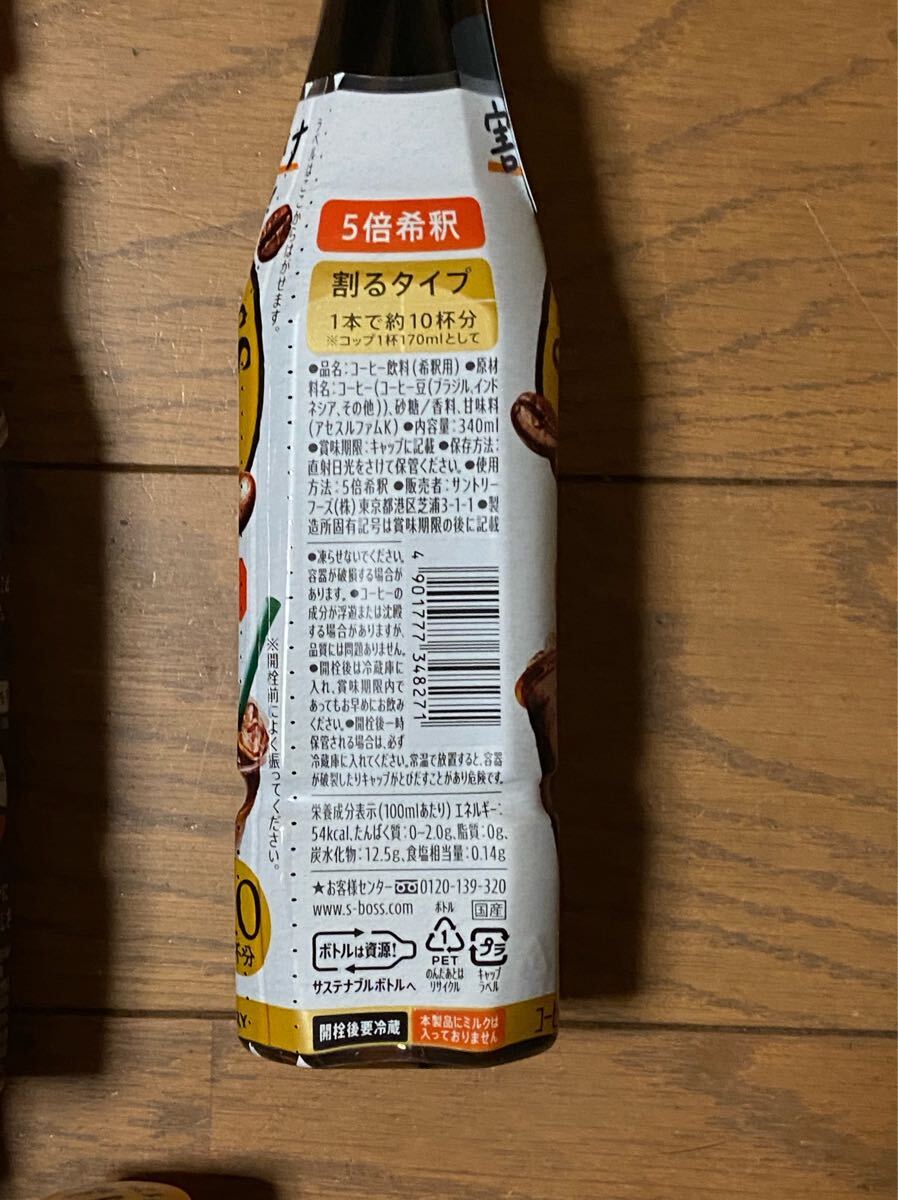 割
ラベルはここからはがせます。
5倍希釈
割るタイプ
1本で約10杯分
※コップ1杯170mlとして
●品名:コーヒー飲料(希釈用) ●原材
料名:コーヒー(コーヒー豆(ブラジル、インド
ネシア、その他))、砂糖/香料、甘味料
(アセスルファムK) ●内容量:340ml
●賞味期限:キャップに記載 ●保存方法:
直射日光をさけて保管ください。●使用
方法:5倍希釈 ●販売者:サントリー
フーズ(株) 東京都港区芝浦3-1-1 ●製
造所固有記号は賞味期限の後に記載
●凍らせないでください。
容器が破損する場合が
あります。●コーヒーの
成分が浮遊または沈殿
する場合がありますが、
品質には問題ありません。
●開栓後は冷蔵庫に
入れ、賞味期限内で
あってもお早めにお飲み
ください。●開栓後一時
保管される場合は、必ず
冷蔵庫に入れてください。常温で放置すると、容器
が破裂したりキャップがとびだすことがあり危険です。
4 901777 348271
※開栓前によく振ってください。
栄養成分表示(100mlあたり) エネルギー:
54kcal、たんぱく質:0~2.0g、脂質:0g、
炭水化物:12.5g、食塩相当量:0.14g
★お客様センター 0120-139-320
www.s-boss.com
国産
ボトルは資源!
サステナブルボトルへ
ボトル
1
PET
のんだあとは
リサイクル
プラ
キャップ
ラベル
開栓後要冷蔵
本製品にミルクは
入っておりません